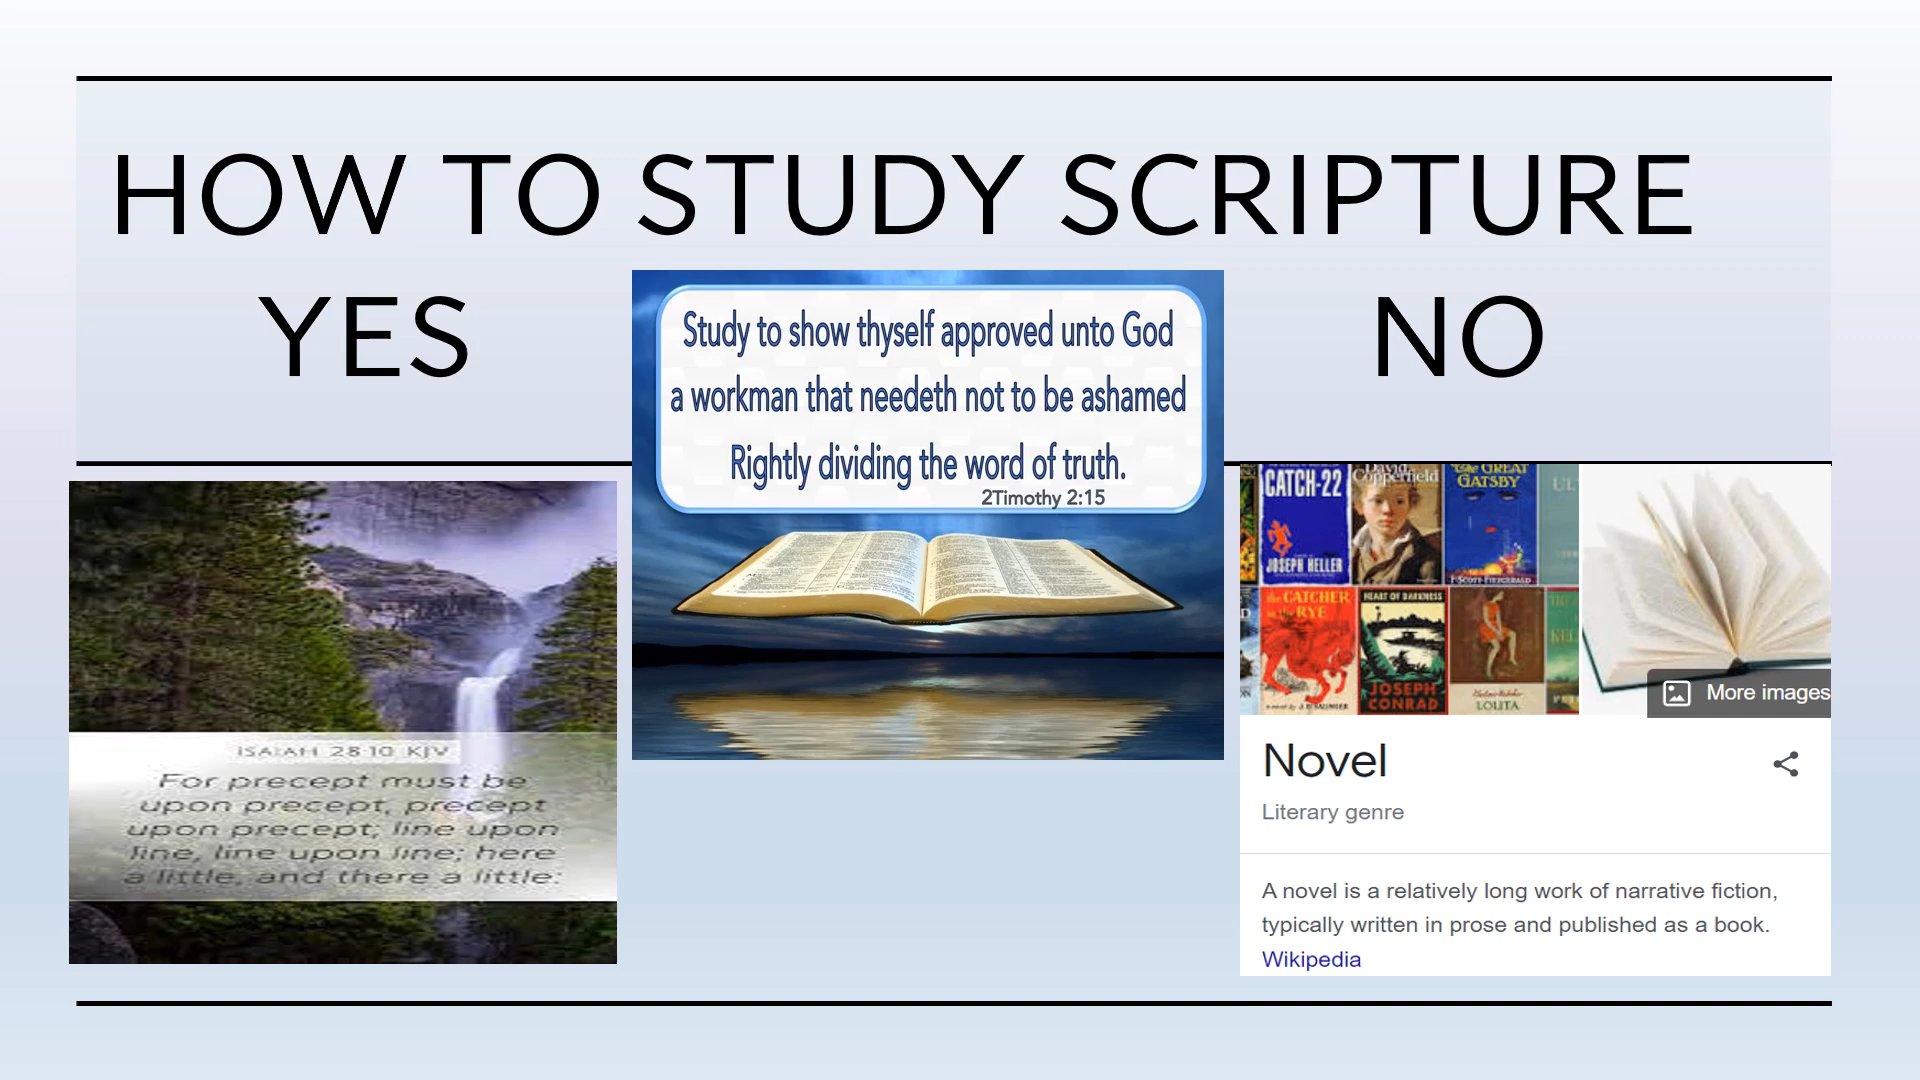 HOW TO STUDY SCRIPTURE
YES
NO
Study to show thyself approved unto God
a workman that needeth not to be ashamed
Rightly dividing the word of truth.
2Timothy 2:15
ISAIAH 28:10 KJV
For precept must be
upon precept, precept
upon precept; line upon
line, line upon line; here
a little, and there a little:
CATCH-22
JOSEPH HELLER
David
Copperfield
The GREAT
GATSBY
F·SCOTT·FITZGERALD
UL
the CATCHER
in the RYE
HEART OF DARKNESS
JOSEPH
CONRAD
LOLITA
More images
Novel
Literary genre
A novel is a relatively long work of narrative fiction,
typically written in prose and published as a book.
Wikipedia